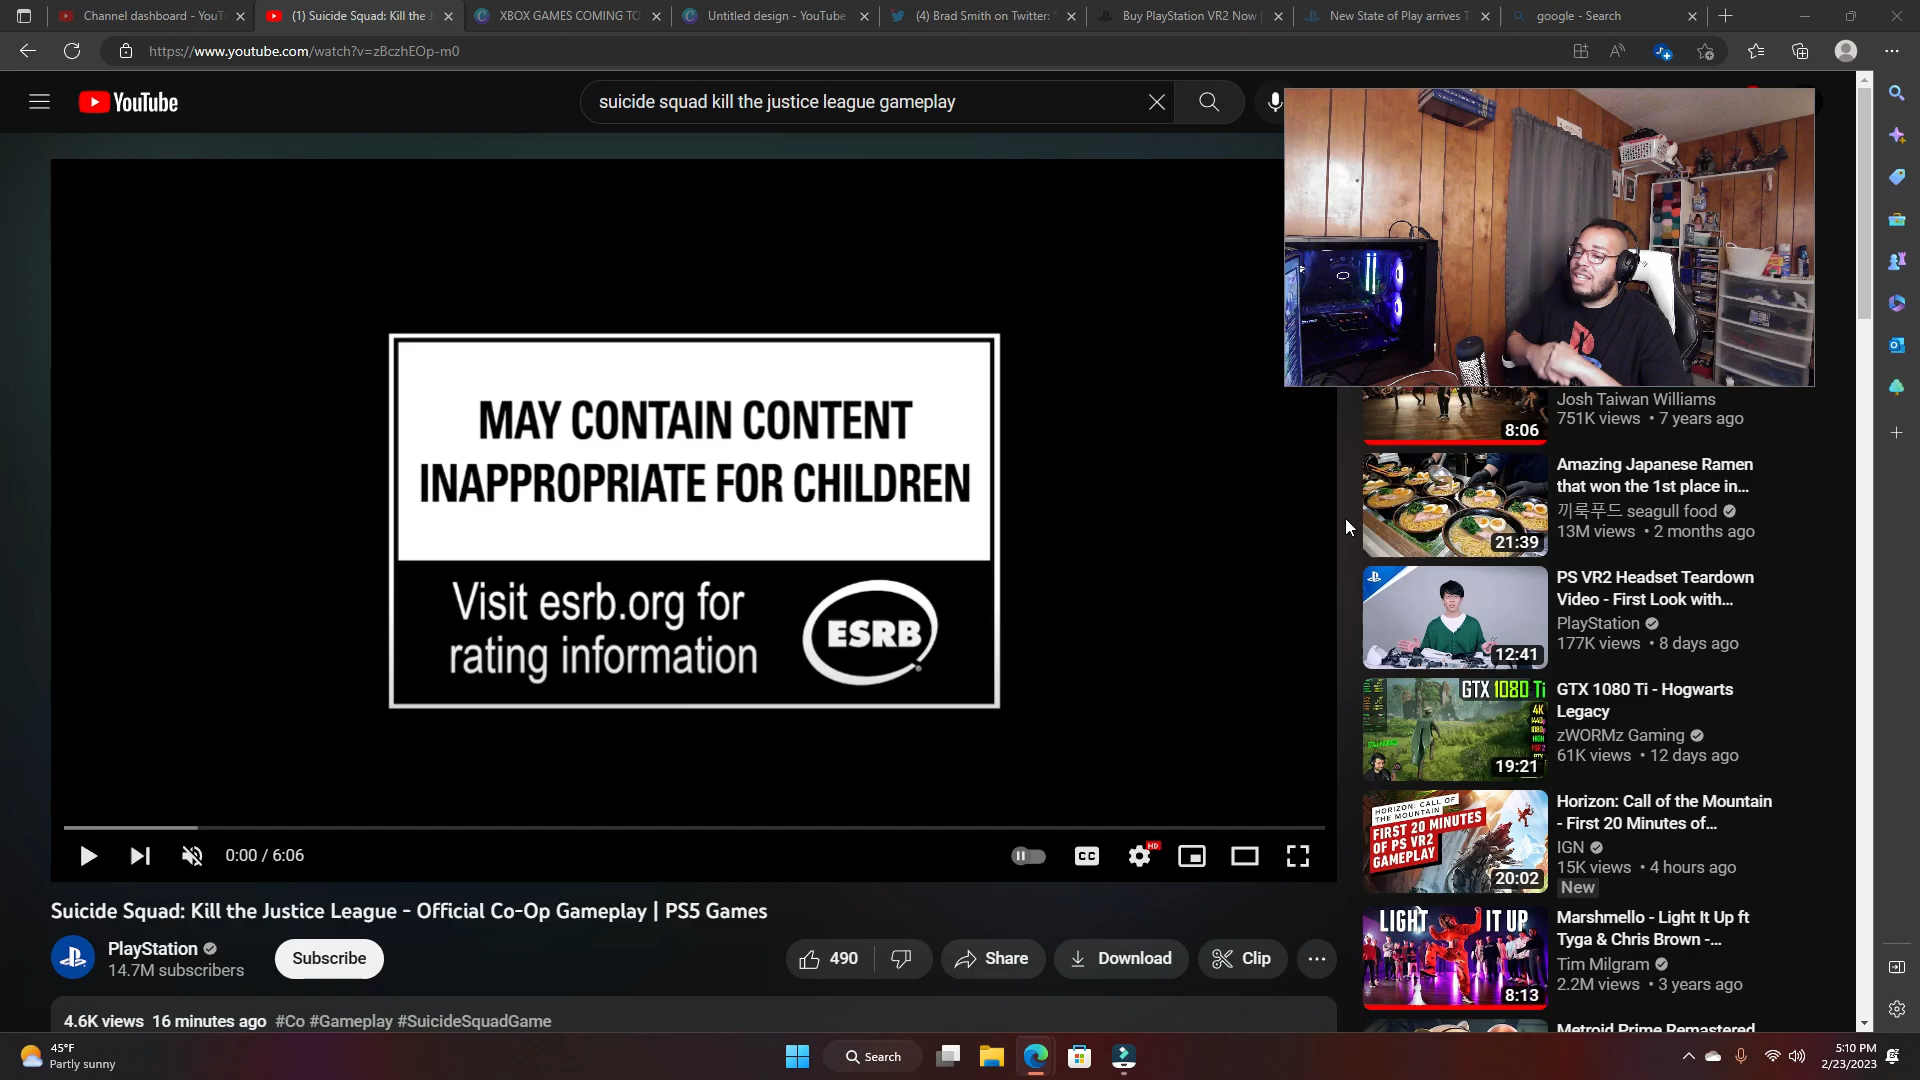 Channel dashboard - YouT
(1) Suicide Squad: Kill the J
XBOX GAMES COMING TO
Untitled design - YouTube
(4) Brad Smith on Twitter: "
Buy PlayStation VR2 Now |
New State of Play arrives T
google - Search
https://www.youtube.com/watch?v=zBczhEOp-m0
YouTube
suicide squad kill the justice league gameplay
MAY CONTAIN CONTENT
INAPPROPRIATE FOR CHILDREN
Visit esrb.org for
rating information
ESRB
0:00 / 6:06
CC
HD
Suicide Squad: Kill the Justice League - Official Co-Op Gameplay | PS5 Games
PlayStation
14.7M subscribers
Subscribe
490
Share
Download
Clip
4.6K views 16 minutes ago #Co #Gameplay #SuicideSquadGame
Josh Taiwan Williams
751K views • 7 years ago
8:06
Amazing Japanese Ramen
that won the 1st place in...
끼룩푸드 seagull food
13M views • 2 months ago
21:39
PS VR2 Headset Teardown
Video - First Look with...
PlayStation
177K views • 8 days ago
12:41
GTX 1080 Ti
4K
GTX 1080 Ti - Hogwarts
Legacy
zWORMz Gaming
61K views • 12 days ago
19:21
HORIZON: CALL OF
THE MOUNTAIN
FIRST 20 MINUTES
OF PS VR2
GAMEPLAY
Horizon: Call of the Mountain
- First 20 Minutes of...
IGN
15K views • 4 hours ago
New
20:02
LIGHT IT UP
Marshmello - Light It Up ft
Tyga & Chris Brown -...
Tim Milgram
2.2M views • 3 years ago
8:13
Metroid Prime Remastered
45°F
Partly sunny
Search
5:10 PM
2/23/2023